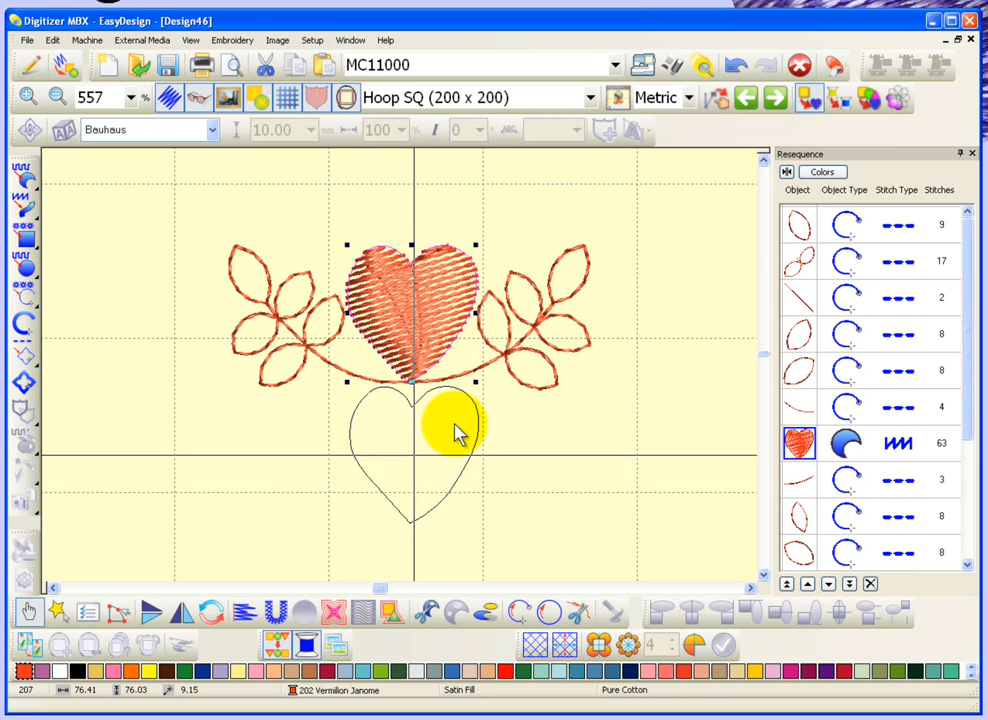 Digitizer MBX - EasyDesign - [Design46]
File Edit Machine External Media View Embroidery Image Setup Window Help
MC11000
557 % Hoop SQ (200 x 200) Metric
Bauhaus 10.00 mm 100 % I 0 % ABC
Resequence
Colors
Object Object Type Stitch Type Stitches
9
17
2
8
8
4
63
3
8
8
4
207 76.41 76.03 9.15 202 Vermilion Janome Satin Fill Pure Cotton